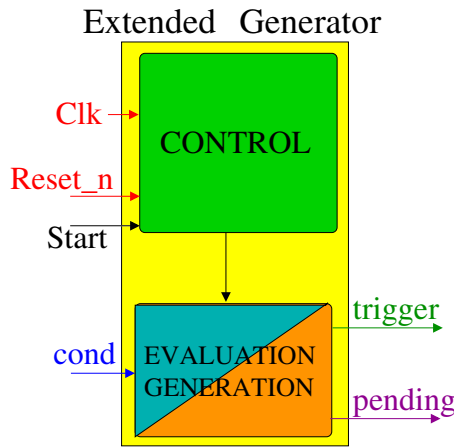 Extended Generator
Clk
CONTROL
Reset_n
Start
trigger
cond
EVALUATION
GENERATION
pending